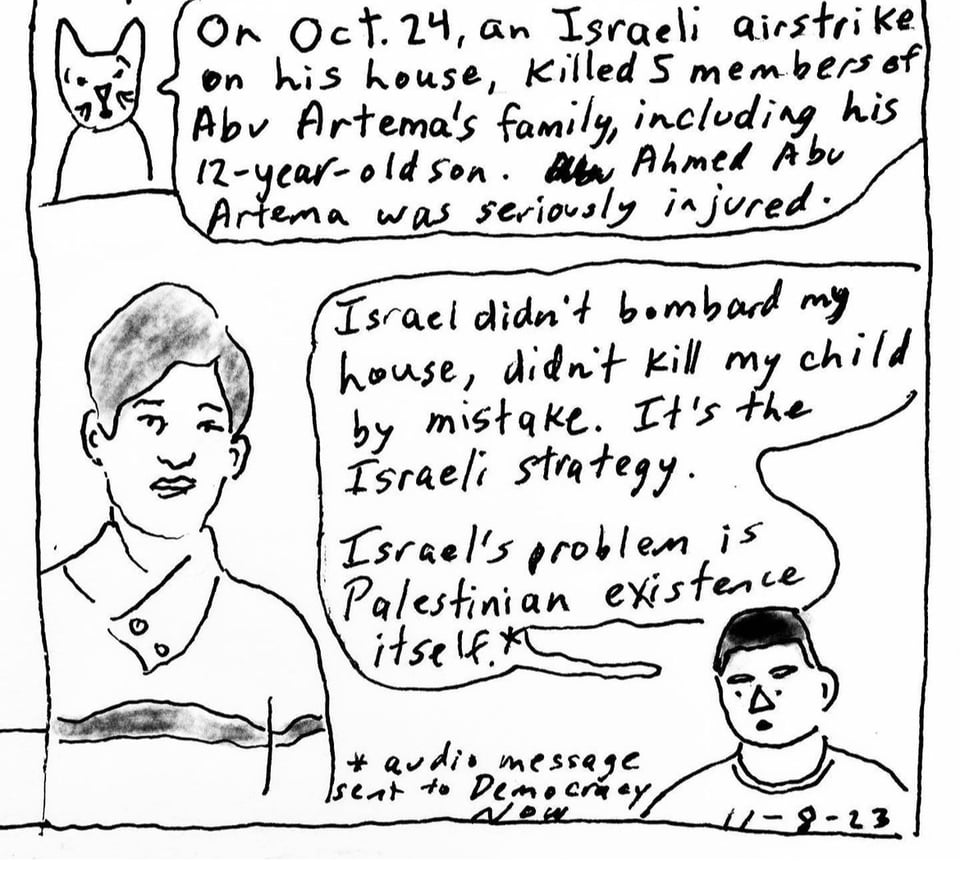 On Oct. 24, an Israeli airstrike
on his house, killed 5 members of
Abu Artema's family, including his
12-year-old son. Ahmed Abu
Artema was seriously injured.
Israel didn't bombard my
house, didn't kill my child
by mistake. It's the
Israeli strategy.
Israel's problem is
Palestinian existence
itself.*
* audio message
sent to Democracy
Now
11-8-23